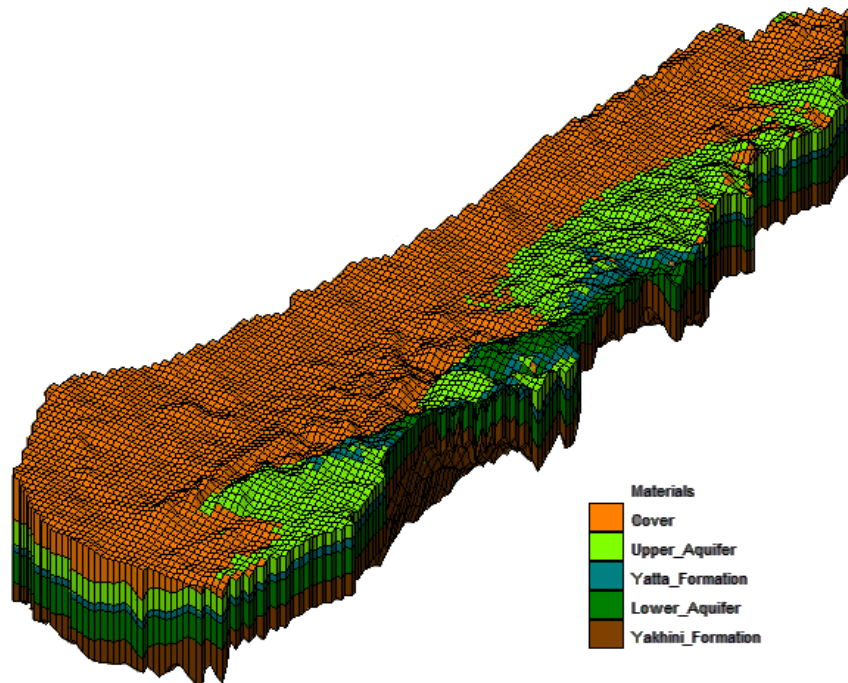 Materials
Cover
Upper_Aquifer
Yatta_Formation
Lower_Aquifer
Yakhini_Formation